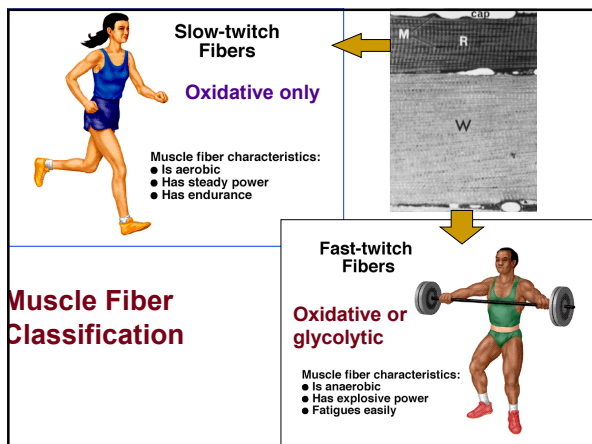 Slow-twitch
Fibers
Oxidative only
Muscle fiber characteristics:
● Is aerobic
● Has steady power
● Has endurance
cap
M
R
W
Fast-twitch
Fibers
Oxidative or
glycolytic
Muscle fiber characteristics:
● Is anaerobic
● Has explosive power
● Fatigues easily
Muscle Fiber
Classification